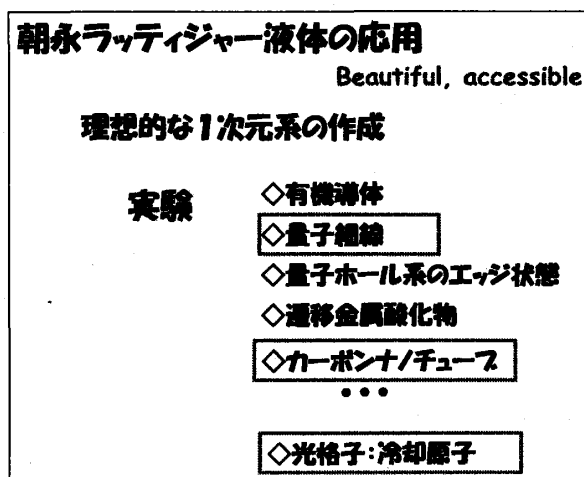 朝永ラッティジャー液体の応用
Beautiful, accessible
理想的な1次元系の作成
実験
◇有機導体
◇量子細線
◇量子ホール系のエッジ状態
◇遷移金属酸化物
◇カーボンナノチューブ
•••
◇光格子:冷却原子